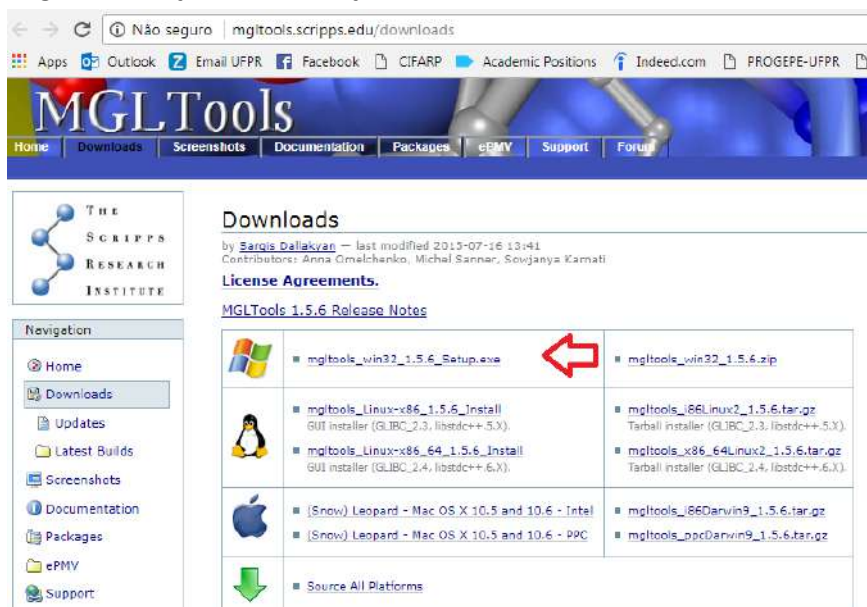 Não seguro mgltools.scripps.edu/downloads
Apps Outlook Email UFPR Facebook CIFARP Academic Positions Indeed.com PROGEPE-UFPR
MGLTools
Home Downloads Screenshots Documentation Packages ePMV Support Forum
THE
SCRIPPS
RESEARCH
INSTITUTE
Navigation
Home
Downloads
Updates
Latest Builds
Screenshots
Documentation
Packages
ePMV
Support
Downloads
by Sargis Dallakyan — last modified 2013-07-16 13:41
Contributors: Anna Omelchenko, Michel Sanner, Sowjanya Karnati
License Agreements.
MGLTools 1.5.6 Release Notes
mgltools_win32_1.5.6_Setup.exe
mgltools_win32_1.5.6.zip
mgltools_Linux-x86_1.5.6_Install
GUI installer (GLIBC_2.3, libstdc++.5.X).
mgltools_Linux-x86_64_1.5.6_Install
GUI installer (GLIBC_2.4, libstdc++.6.X).
mgltools_i86Linux2_1.5.6.tar.gz
Tarball installer (GLIBC_2.3, libstdc++.5.X).
mgltools_x86_64Linux2_1.5.6.tar.gz
Tarball installer (GLIBC_2.4, libstdc++.6.X).
(Snow) Leopard - Mac OS X 10.5 and 10.6 - Intel
(Snow) Leopard - Mac OS X 10.5 and 10.6 - PPC
mgltools_i86Darwin9_1.5.6.tar.gz
mgltools_ppcDarwin9_1.5.6.tar.gz
Source All Platforms